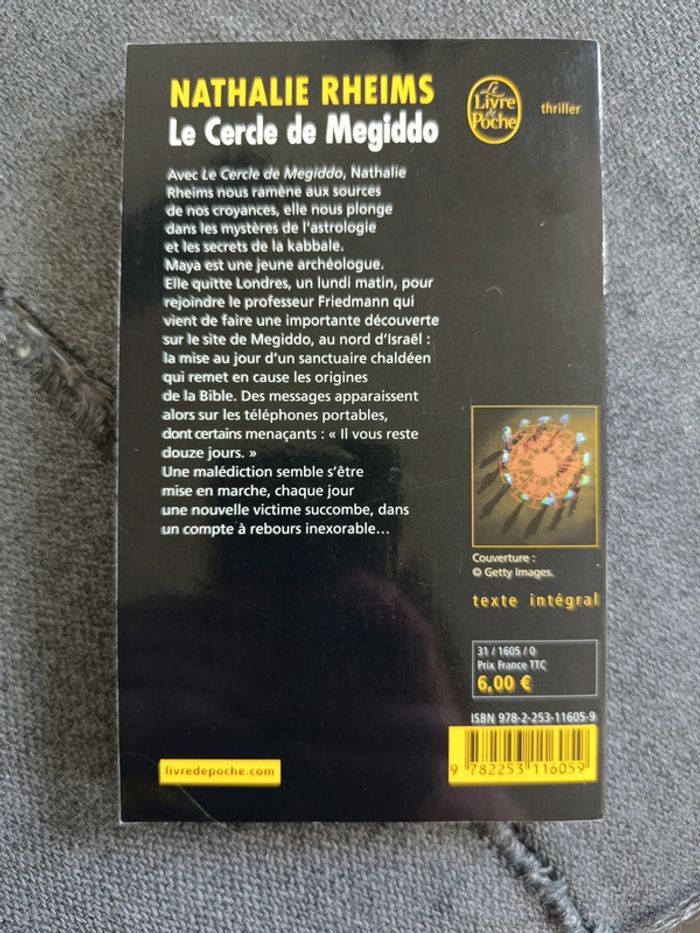 NATHALIE RHEIMS
Le Cercle de Megiddo
Le
Livre
de
Poche
thriller
Avec Le Cercle de Megiddo, Nathalie
Rheims nous ramène aux sources
de nos croyances, elle nous plonge
dans les mystères de l'astrologie
et les secrets de la kabbale.
Maya est une jeune archéologue.
Elle quitte Londres, un lundi matin, pour
rejoindre le professeur Friedmann qui
vient de faire une importante découverte
sur le site de Megiddo, au nord d'Israël :
la mise au jour d'un sanctuaire chaldéen
qui remet en cause les origines
de la Bible. Des messages apparaissent
alors sur les téléphones portables,
dont certains menaçants : « Il vous reste
douze jours. »
Une malédiction semble s'être
mise en marche, chaque jour
une nouvelle victime succombe, dans
un compte à rebours inexorable...
Couverture :
© Getty Images.
texte intégral
31 / 1605 / 0
Prix France TTC
6,00 €
ISBN 978-2-253-11605-9
9 782253 116059
livredepoche.com